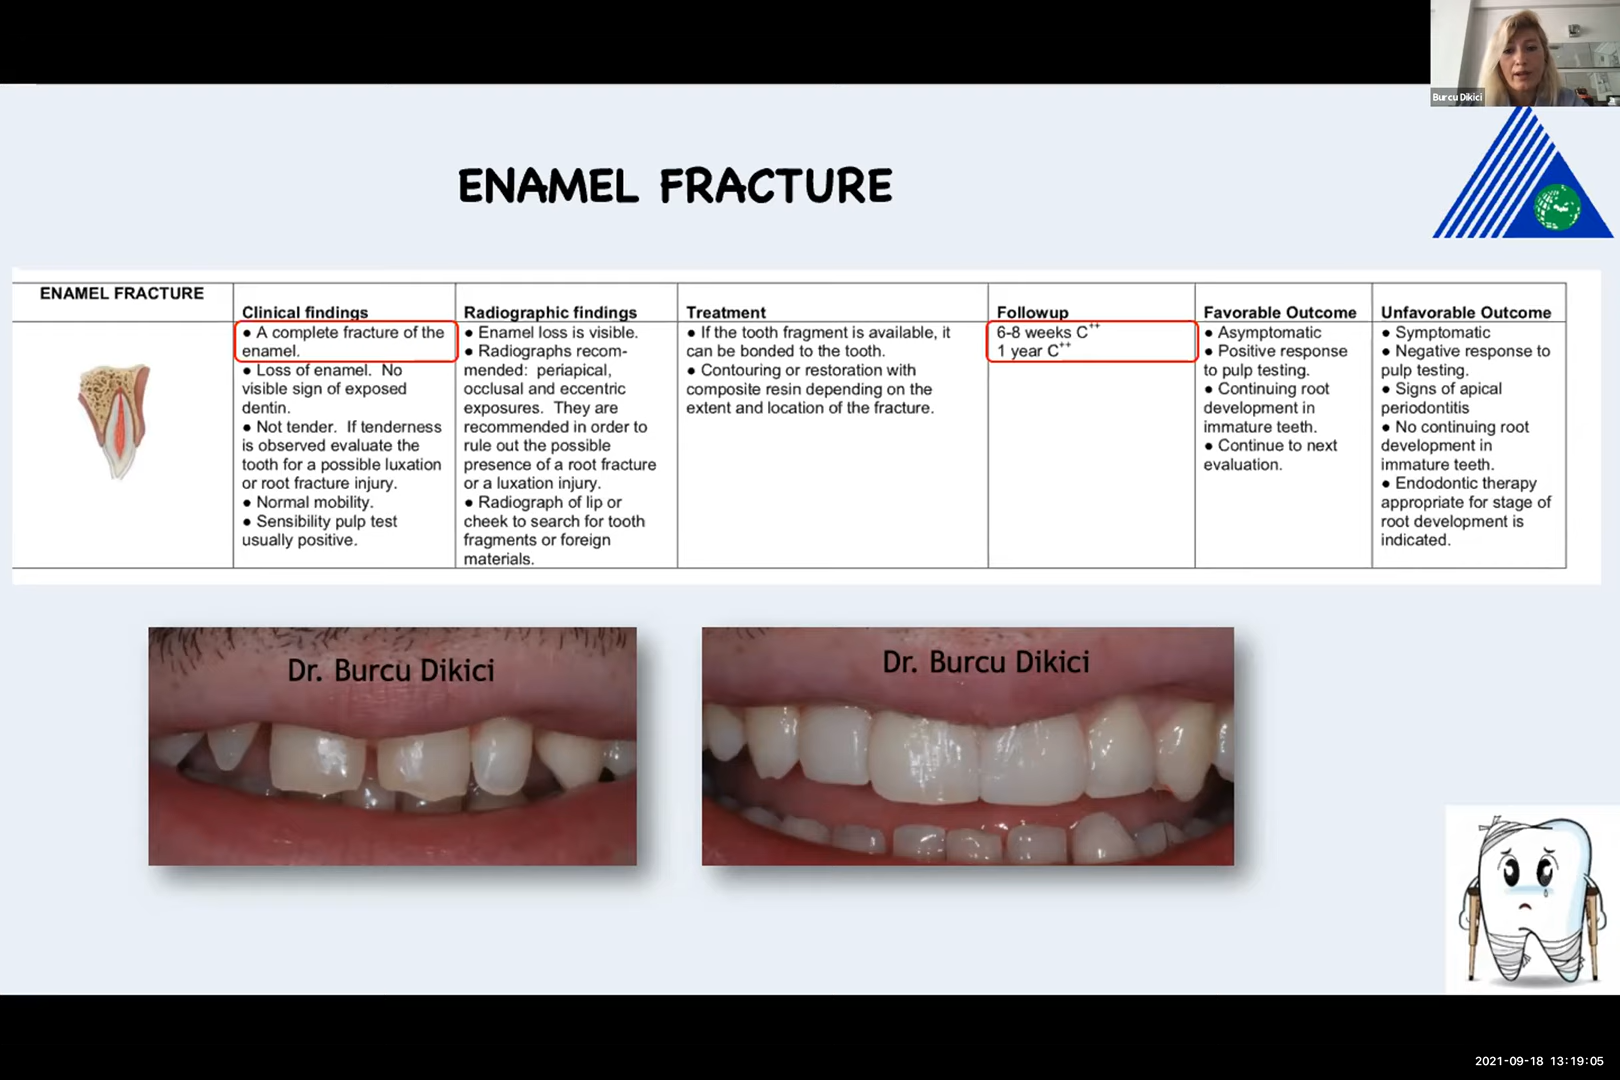 Burcu Dikici
ENAMEL FRACTURE
ENAMEL FRACTURE
Clinical findings
● A complete fracture of the
enamel.
● Loss of enamel. No
visible sign of exposed
dentin.
● Not tender. If tenderness
is observed evaluate the
tooth for a possible luxation
or root fracture injury.
● Normal mobility.
● Sensibility pulp test
usually positive.
Radiographic findings
● Enamel loss is visible.
● Radiographs recom-
mended: periapical,
occlusal and eccentric
exposures. They are
recommended in order to
rule out the possible
presence of a root fracture
or a luxation injury.
● Radiograph of lip or
cheek to search for tooth
fragments or foreign
materials.
Treatment
● If the tooth fragment is available, it
can be bonded to the tooth.
● Contouring or restoration with
composite resin depending on the
extent and location of the fracture.
Followup
6-8 weeks C++
1 year C++
Favorable Outcome
● Asymptomatic
● Positive response
to pulp testing.
● Continuing root
development in
immature teeth.
● Continue to next
evaluation.
Unfavorable Outcome
● Symptomatic
● Negative response to
pulp testing.
● Signs of apical
periodontitis
● No continuing root
development in
immature teeth.
● Endodontic therapy
appropriate for stage of
root development is
indicated.
Dr. Burcu Dikici
Dr. Burcu Dikici
2021-09-18 13:19:05